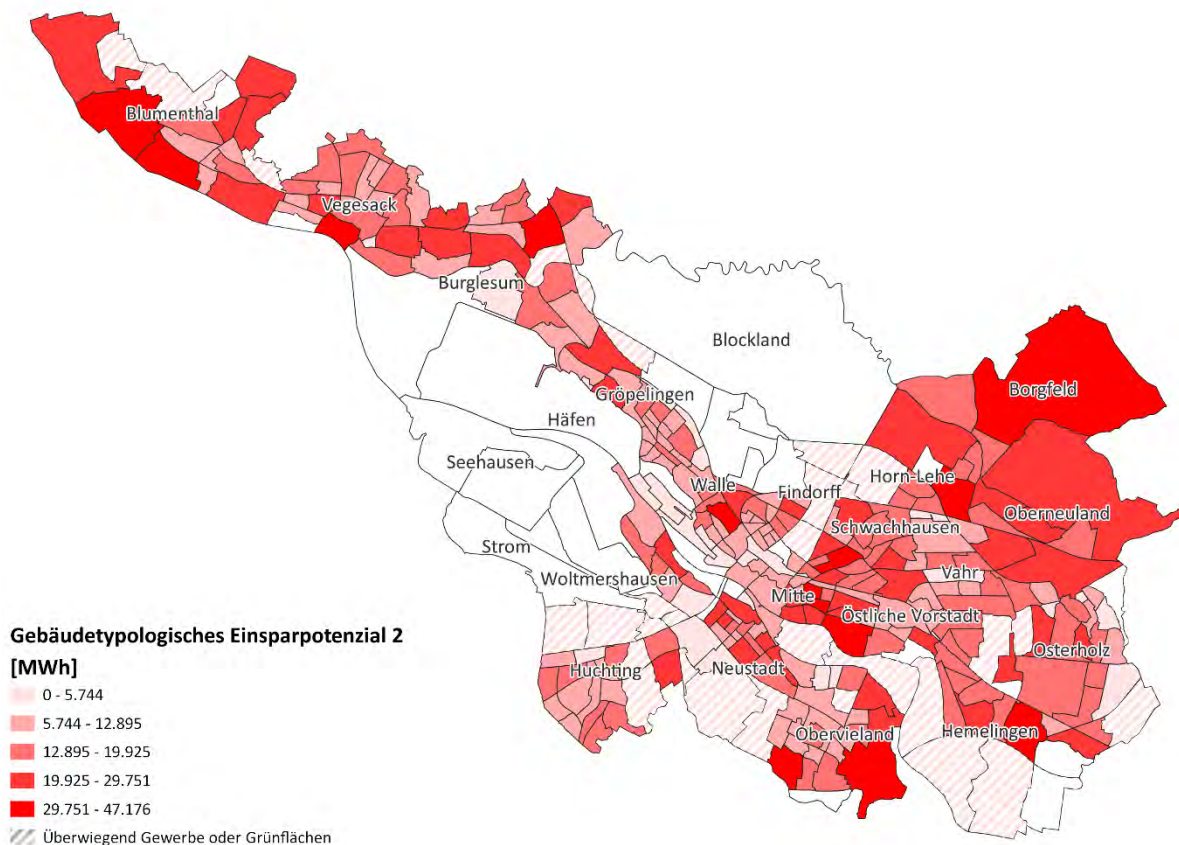 Blumenthal
Vegesack
Burglesum
Blockland
Borgfeld
Gröpelingen
Häfen
Seehausen
Walle
Findorff
Horn-Lehe
Oberneuland
Schwachhausen
Strom
Woltmershausen
Vahr
Mitte
Östliche Vorstadt
Osterholz
Huchting
Neustadt
Obervieland
Hemelingen
Gebäudetypologisches Einsparpotenzial 2
[MWh]
0 - 5.744
5.744 - 12.895
12.895 - 19.925
19.925 - 29.751
29.751 - 47.176
Überwiegend Gewerbe oder Grünflächen